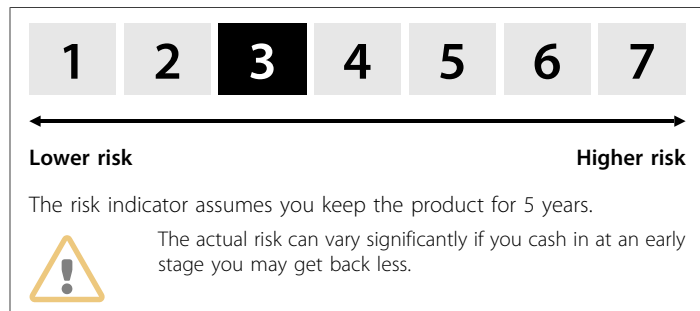 1 2 3 4 5 6 7
Lower risk Higher risk
The risk indicator assumes you keep the product for 5 years.
The actual risk can vary significantly if you cash in at an early
stage you may get back less.